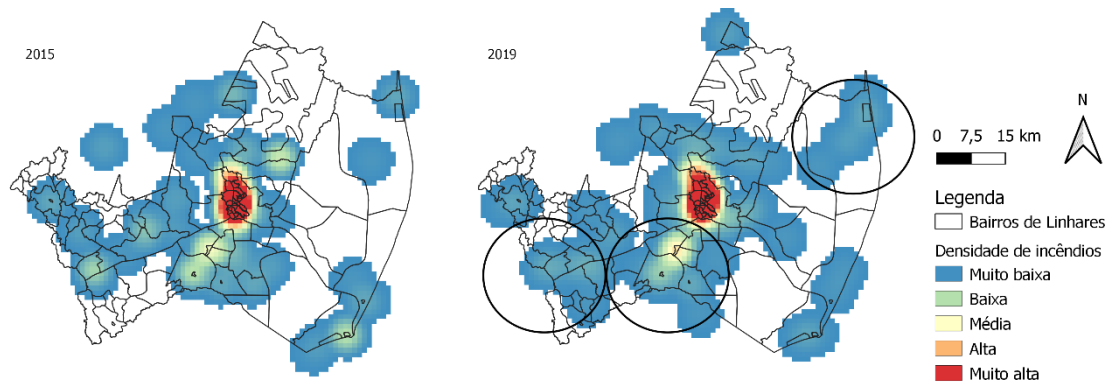 2015
2019
N
0 7,5 15 km
Legenda
Bairros de Linhares
Densidade de incêndios
Muito baixa
Baixa
Média
Alta
Muito alta